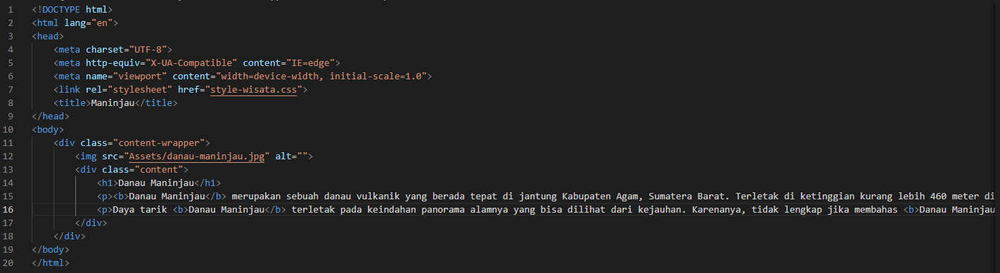 1 <!DOCTYPE html>
2 <html lang="en">
3 <head>
4 <meta charset="UTF-8">
5 <meta http-equiv="X-UA-Compatible" content="IE=edge">
6 <meta name="viewport" content="width=device-width, initial-scale=1.0">
7 <link rel="stylesheet" href="style-wisata.css">
8 <title>Maninjau</title>
9 </head>
10 <body>
11 <div class="content-wrapper">
12 <img src="Assets/danau-maninjau.jpg" alt="">
13 <div class="content">
14 <h1>Danau Maninjau</h1>
15 <p><b>Danau Maninjau</b> merupakan sebuah danau vulkanik yang berada tepat di jantung Kabupaten Agam, Sumatera Barat. Terletak di ketinggian kurang lebih 460 meter di
16 <p>Daya tarik <b>Danau Maninjau</b> terletak pada keindahan panorama alamnya yang bisa dilihat dari kejauhan. Karenanya, tidak lengkap jika membahas <b>Danau Maninjau
17 </div>
18 </div>
19 </body>
20 </html>